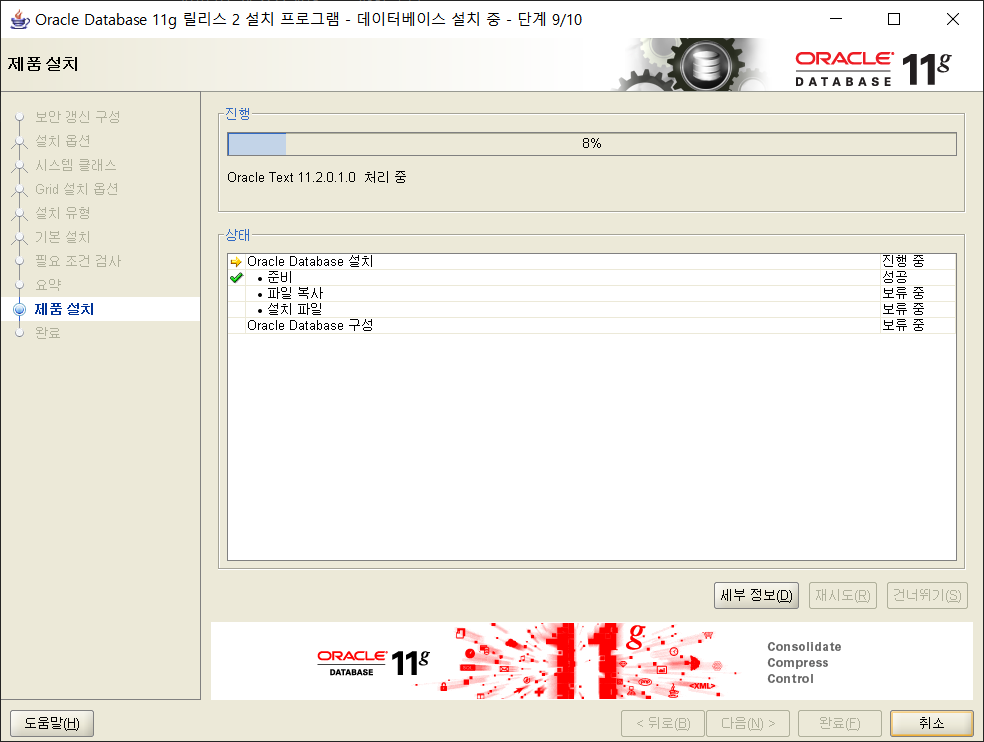 Oracle Database 11g 릴리스 2 설치 프로그램 - 데이터베이스 설치 중 - 단계 9/10
제품 설치
ORACLE DATABASE 11g
보안 갱신 구성
설치 옵션
시스템 클래스
Grid 설치 옵션
설치 유형
기본 설치
필요 조건 검사
요약
제품 설치
완료
진행
8%
Oracle Text 11.2.0.1.0 처리 중
상태
Oracle Database 설치 진행 중
• 준비 성공
• 파일 복사 보류 중
• 설치 파일 보류 중
Oracle Database 구성 보류 중
세부 정보(D) 재시도(R) 건너뛰기(S)
ORACLE DATABASE 11g
11g
<XML>
Consolidate
Compress
Control
도움말(H) < 뒤로(B) 다음(N) > 완료(F) 취소